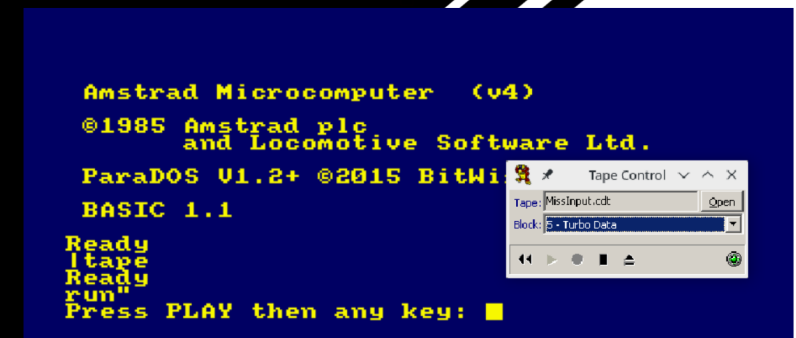 Amstrad Microcomputer (v4)
©1985 Amstrad plc
and Locomotive Software Ltd.
ParaDOS V1.2+ ©2015 BitWi
BASIC 1.1
Ready
|tape
Ready
run"
Press PLAY then any key:
Tape Control
Tape: MissInput.cdt Open
Block: 5 - Turbo Data